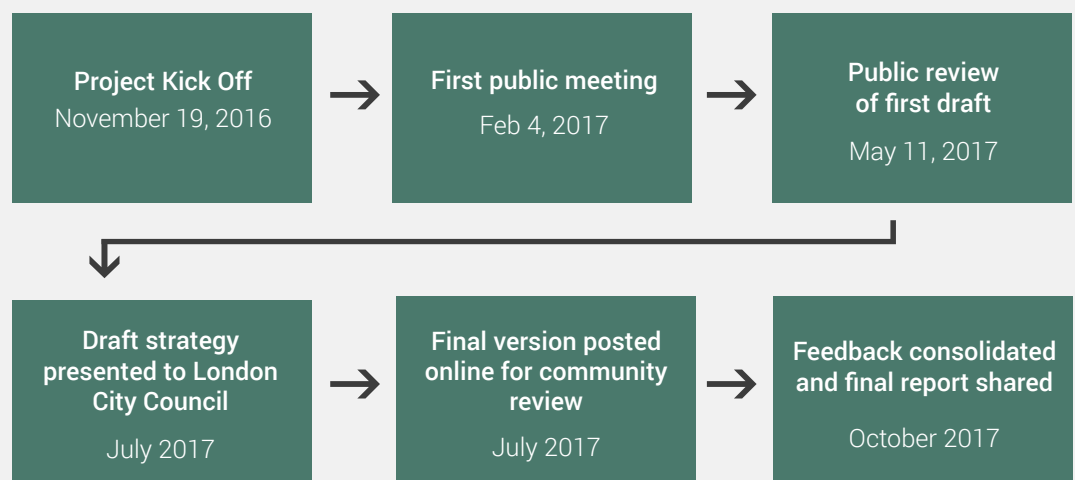 Project Kick Off
November 19, 2016
First public meeting
Feb 4, 2017
Public review
of first draft
May 11, 2017
Draft strategy
presented to London
City Council
July 2017
Final version posted
online for community
review
July 2017
Feedback consolidated
and final report shared
October 2017